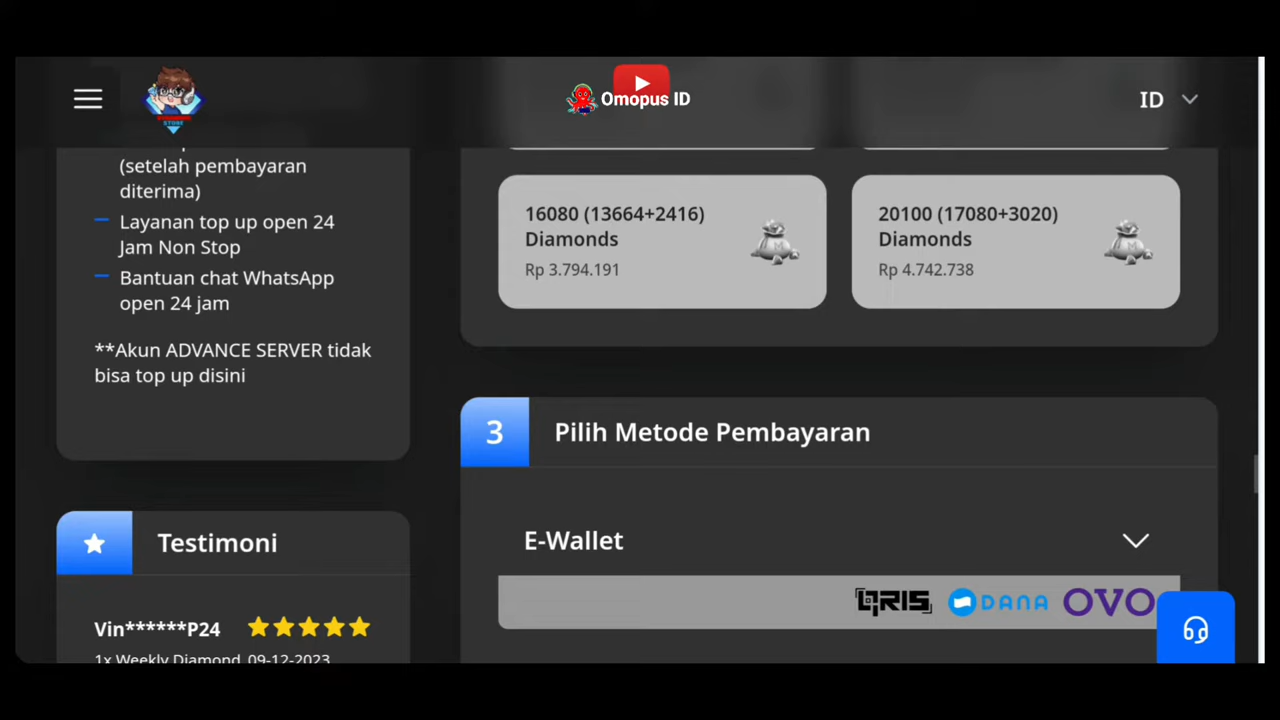 Omopus ID
ID
(setelah pembayaran
diterima)
Layanan top up open 24
Jam Non Stop
Bantuan chat WhatsApp
open 24 jam
**Akun ADVANCE SERVER tidak
bisa top up disini
Testimoni
Vin******P24
1x Weekly Diamond 09-12-2023
16080 (13664+2416)
Diamonds
Rp 3.794.191
20100 (17080+3020)
Diamonds
Rp 4.742.738
3
Pilih Metode Pembayaran
E-Wallet
QRIS DANA OVO